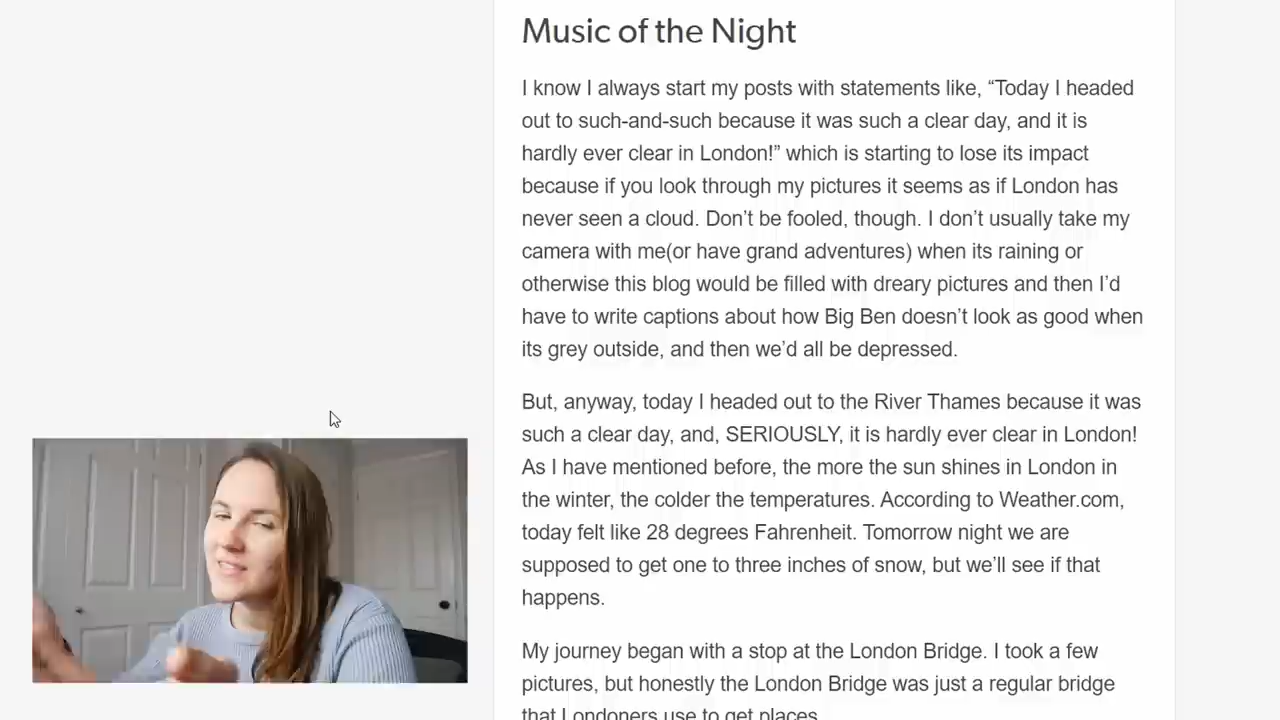 Music of the Night
I know I always start my posts with statements like, “Today I headed
out to such-and-such because it was such a clear day, and it is
hardly ever clear in London!” which is starting to lose its impact
because if you look through my pictures it seems as if London has
never seen a cloud. Don’t be fooled, though. I don’t usually take my
camera with me(or have grand adventures) when its raining or
otherwise this blog would be filled with dreary pictures and then I’d
have to write captions about how Big Ben doesn’t look as good when
its grey outside, and then we’d all be depressed.
But, anyway, today I headed out to the River Thames because it was
such a clear day, and, SERIOUSLY, it is hardly ever clear in London!
As I have mentioned before, the more the sun shines in London in
the winter, the colder the temperatures. According to Weather.com,
today felt like 28 degrees Fahrenheit. Tomorrow night we are
supposed to get one to three inches of snow, but we’ll see if that
happens.
My journey began with a stop at the London Bridge. I took a few
pictures, but honestly the London Bridge was just a regular bridge
that Londoners use to get places.